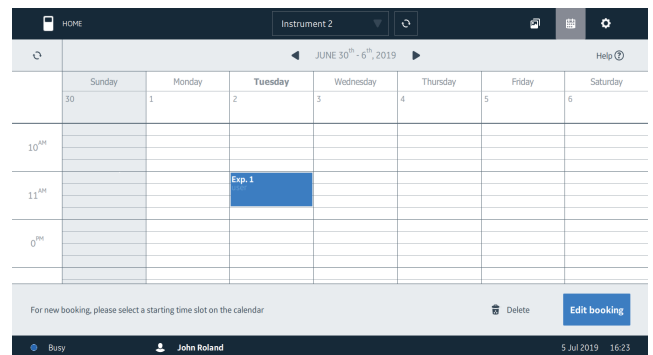 HOME
Instrument 2
JUNE 30th - 6th, 2019
Help ?
Sunday Monday Tuesday Wednesday Thursday Friday Saturday
30 1 2 3 4 5 6
10AM
Exp. 1
11AM
0PM
For new booking, please select a starting time slot on the calendar
Delete
Edit booking
Busy
John Roland
5 Jul 2019 16:23